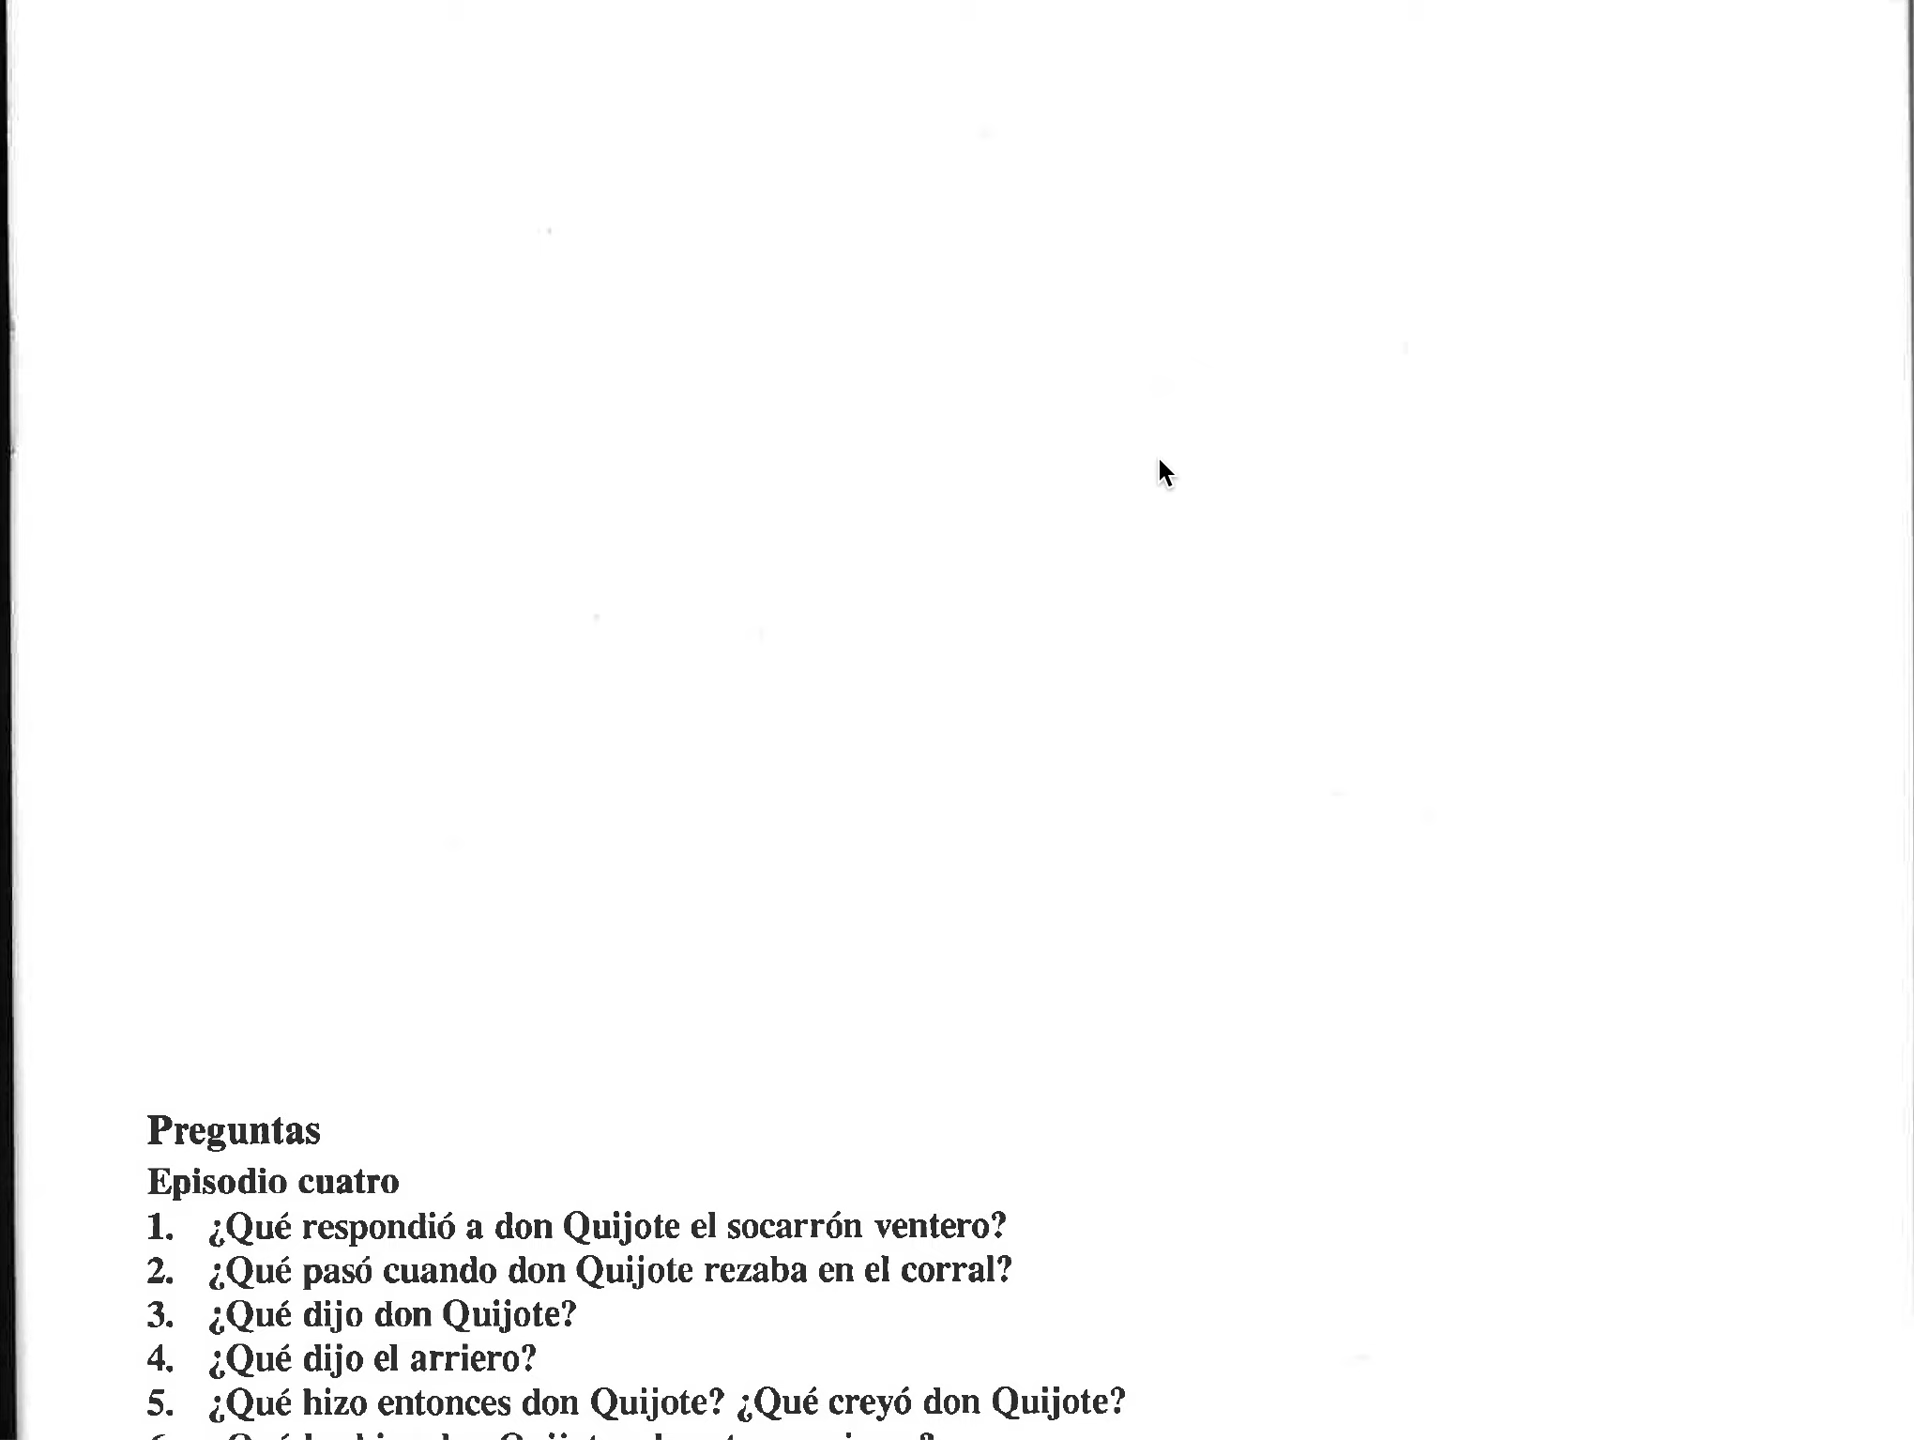 Preguntas
Episodio cuatro
1. ¿Qué respondió a don Quijote el socarrón ventero?
2. ¿Qué pasó cuando don Quijote rezaba en el corral?
3. ¿Qué dijo don Quijote?
4. ¿Qué dijo el arriero?
5. ¿Qué hizo entonces don Quijote? ¿Qué creyó don Quijote?